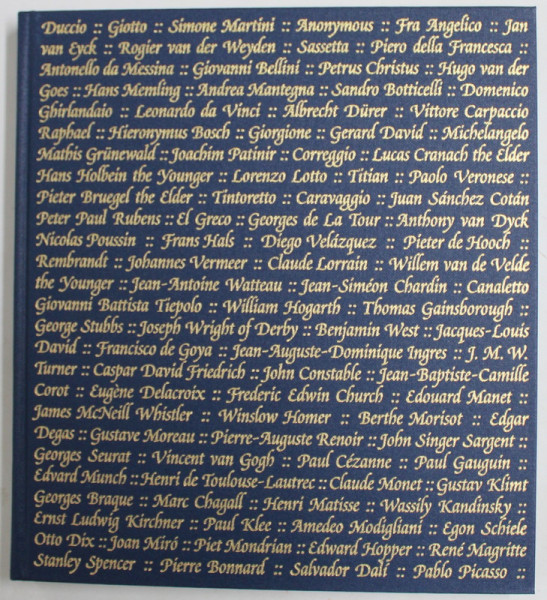 Duccio :: Giotto :: Simone Martini :: Anonymous :: Fra Angelico :: Jan
van Eyck :: Rogier van der Weyden :: Sassetta :: Piero della Francesca ::
Antonello da Messina :: Giovanni Bellini :: Petrus Christus :: Hugo van der
Goes :: Hans Memling :: Andrea Mantegna :: Sandro Botticelli :: Domenico
Ghirlandaio :: Leonardo da Vinci :: Albrecht Dürer :: Vittore Carpaccio
Raphael :: Hieronymus Bosch :: Giorgione :: Gerard David :: Michelangelo
Mathis Grünewald :: Joachim Patinir :: Correggio :: Lucas Cranach the Elder
Hans Holbein the Younger :: Lorenzo Lotto :: Titian :: Paolo Veronese ::
Pieter Bruegel the Elder :: Tintoretto :: Caravaggio :: Juan Sánchez Cotán
Peter Paul Rubens :: El Greco :: Georges de La Tour :: Anthony van Dyck
Nicolas Poussin :: Frans Hals :: Diego Velázquez :: Pieter de Hooch ::
Rembrandt :: Johannes Vermeer :: Claude Lorrain :: Willem van de Velde
the Younger :: Jean-Antoine Watteau :: Jean-Siméon Chardin :: Canaletto
Giovanni Battista Tiepolo :: William Hogarth :: Thomas Gainsborough ::
George Stubbs :: Joseph Wright of Derby :: Benjamin West :: Jacques-Louis
David :: Francisco de Goya :: Jean-Auguste-Dominique Ingres :: J. M. W.
Turner :: Caspar David Friedrich :: John Constable :: Jean-Baptiste-Camille
Corot :: Eugène Delacroix :: Frederic Edwin Church :: Edouard Manet ::
James McNeill Whistler :: Winslow Homer :: Berthe Morisot :: Edgar
Degas :: Gustave Moreau :: Pierre-Auguste Renoir :: John Singer Sargent ::
Georges Seurat :: Vincent van Gogh :: Paul Cézanne :: Paul Gauguin ::
Edvard Munch :: Henri de Toulouse-Lautrec :: Claude Monet :: Gustav Klimt
Georges Braque :: Marc Chagall :: Henri Matisse :: Wassily Kandinsky ::
Ernst Ludwig Kirchner :: Paul Klee :: Amedeo Modigliani :: Egon Schiele
Otto Dix :: Joan Miró :: Piet Mondrian :: Edward Hopper :: René Magritte
Stanley Spencer :: Pierre Bonnard :: Salvador Dalí :: Pablo Picasso ::